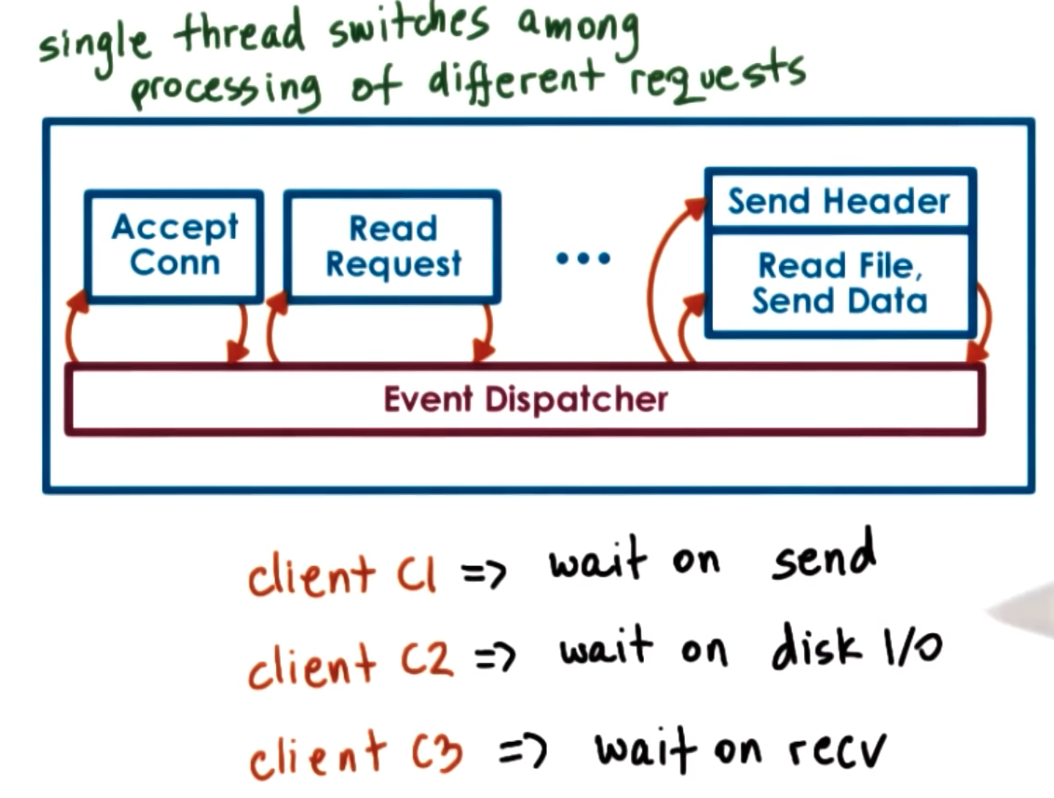 single thread switches among
processing of different requests
Accept
Conn
Read
Request
...
Send Header
Read File,
Send Data
Event Dispatcher
client C1 => wait on send
client C2 => wait on disk I/O
client C3 => wait on recv